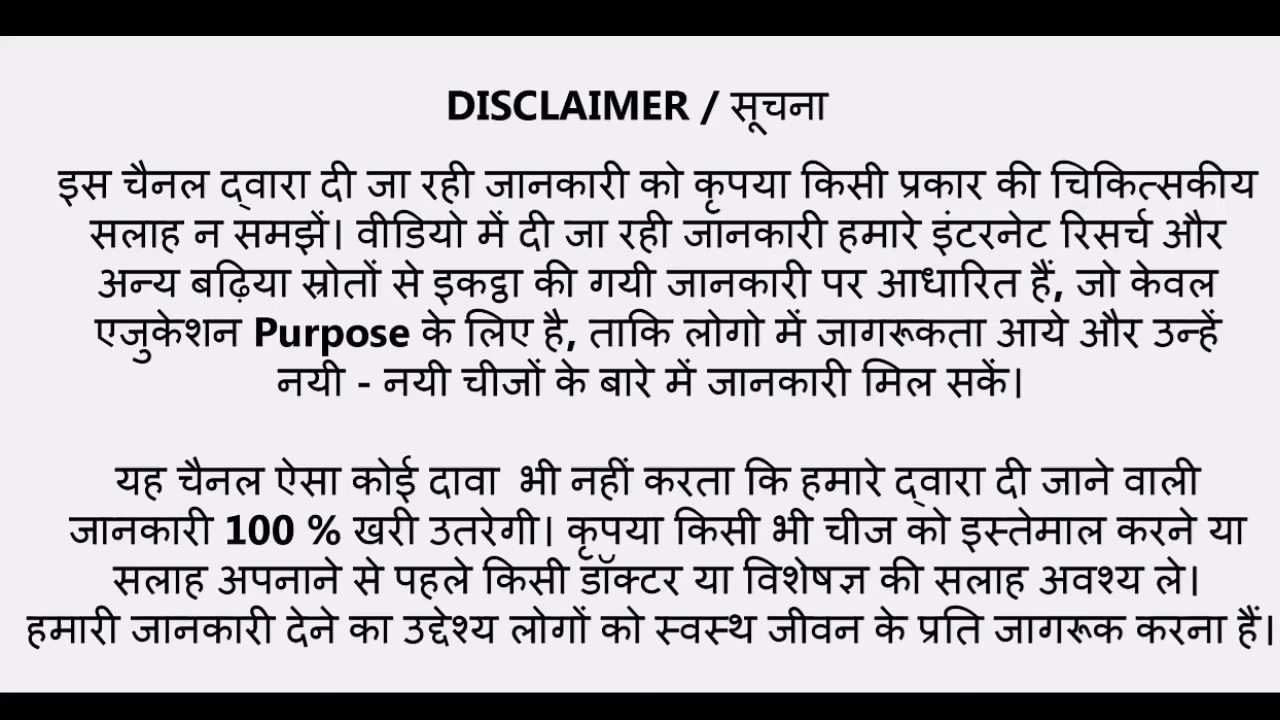 DISCLAIMER / सूचना
इस चैनल द्वारा दी जा रही जानकारी को कृपया किसी प्रकार की चिकित्सकीय
सलाह न समझें। वीडियो में दी जा रही जानकारी हमारे इंटरनेट रिसर्च और
अन्य बढ़िया स्रोतों से इकट्ठा की गयी जानकारी पर आधारित हैं, जो केवल
एजुकेशन Purpose के लिए है, ताकि लोगो में जागरूकता आये और उन्हें
नयी - नयी चीजों के बारे में जानकारी मिल सकें।
यह चैनल ऐसा कोई दावा भी नहीं करता कि हमारे द्वारा दी जाने वाली
जानकारी 100 % खरी उतरेगी। कृपया किसी भी चीज को इस्तेमाल करने या
सलाह अपनाने से पहले किसी डॉक्टर या विशेषज्ञ की सलाह अवश्य ले।
हमारी जानकारी देने का उद्देश्य लोगों को स्वस्थ जीवन के प्रति जागरूक करना हैं।